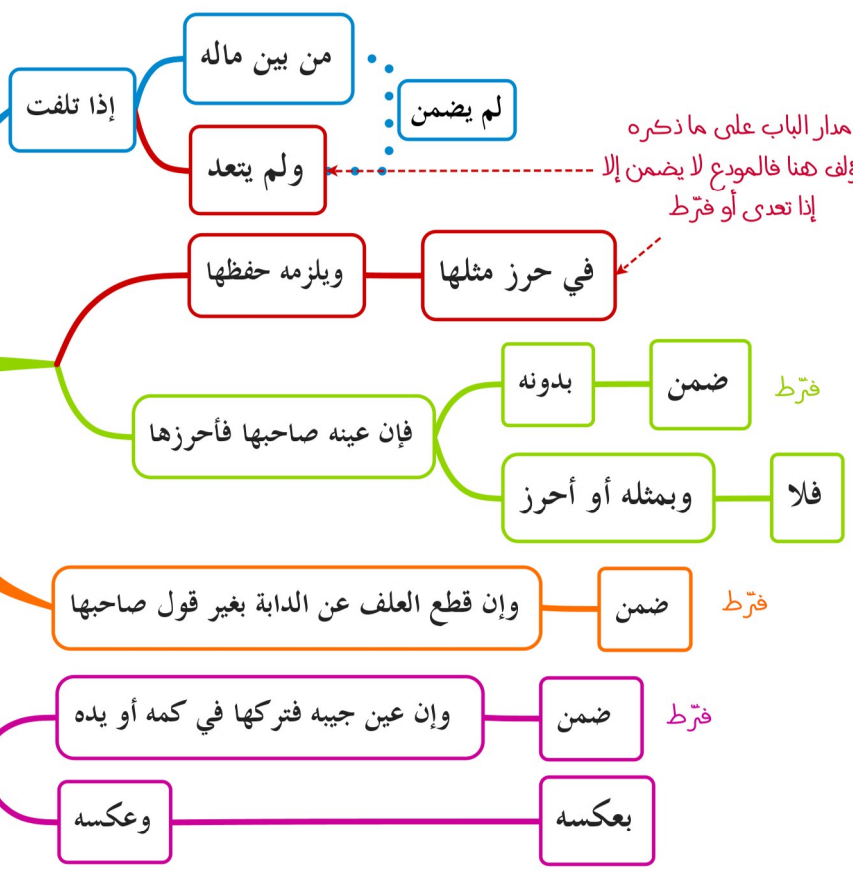 إذا تلفت
من بين ماله
ولم يتعد
لم يضمن
مدار الباب على ما ذكره
هنا فالمودع لا يضمن إلا
إذا تعدى أو فرّط
ويلزمه حفظها
في حرز مثلها
فإن عينه صاحبها فأحرزها
بدونه
ضمن
فرّط
وبمثله أو أحرز
فلا
وإن قطع العلف عن الدابة بغير قول صاحبها
ضمن
فرّط
وإن عين جيبه فتركها في كمه أو يده
ضمن
فرّط
وعكسه
بعكسه